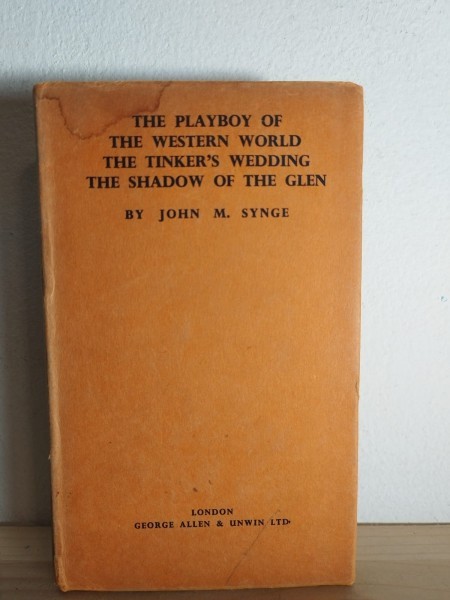 THE PLAYBOY OF
THE WESTERN WORLD
THE TINKER'S WEDDING
THE SHADOW OF THE GLEN
BY JOHN M. SYNGE
LONDON
GEORGE ALLEN & UNWIN LTD.